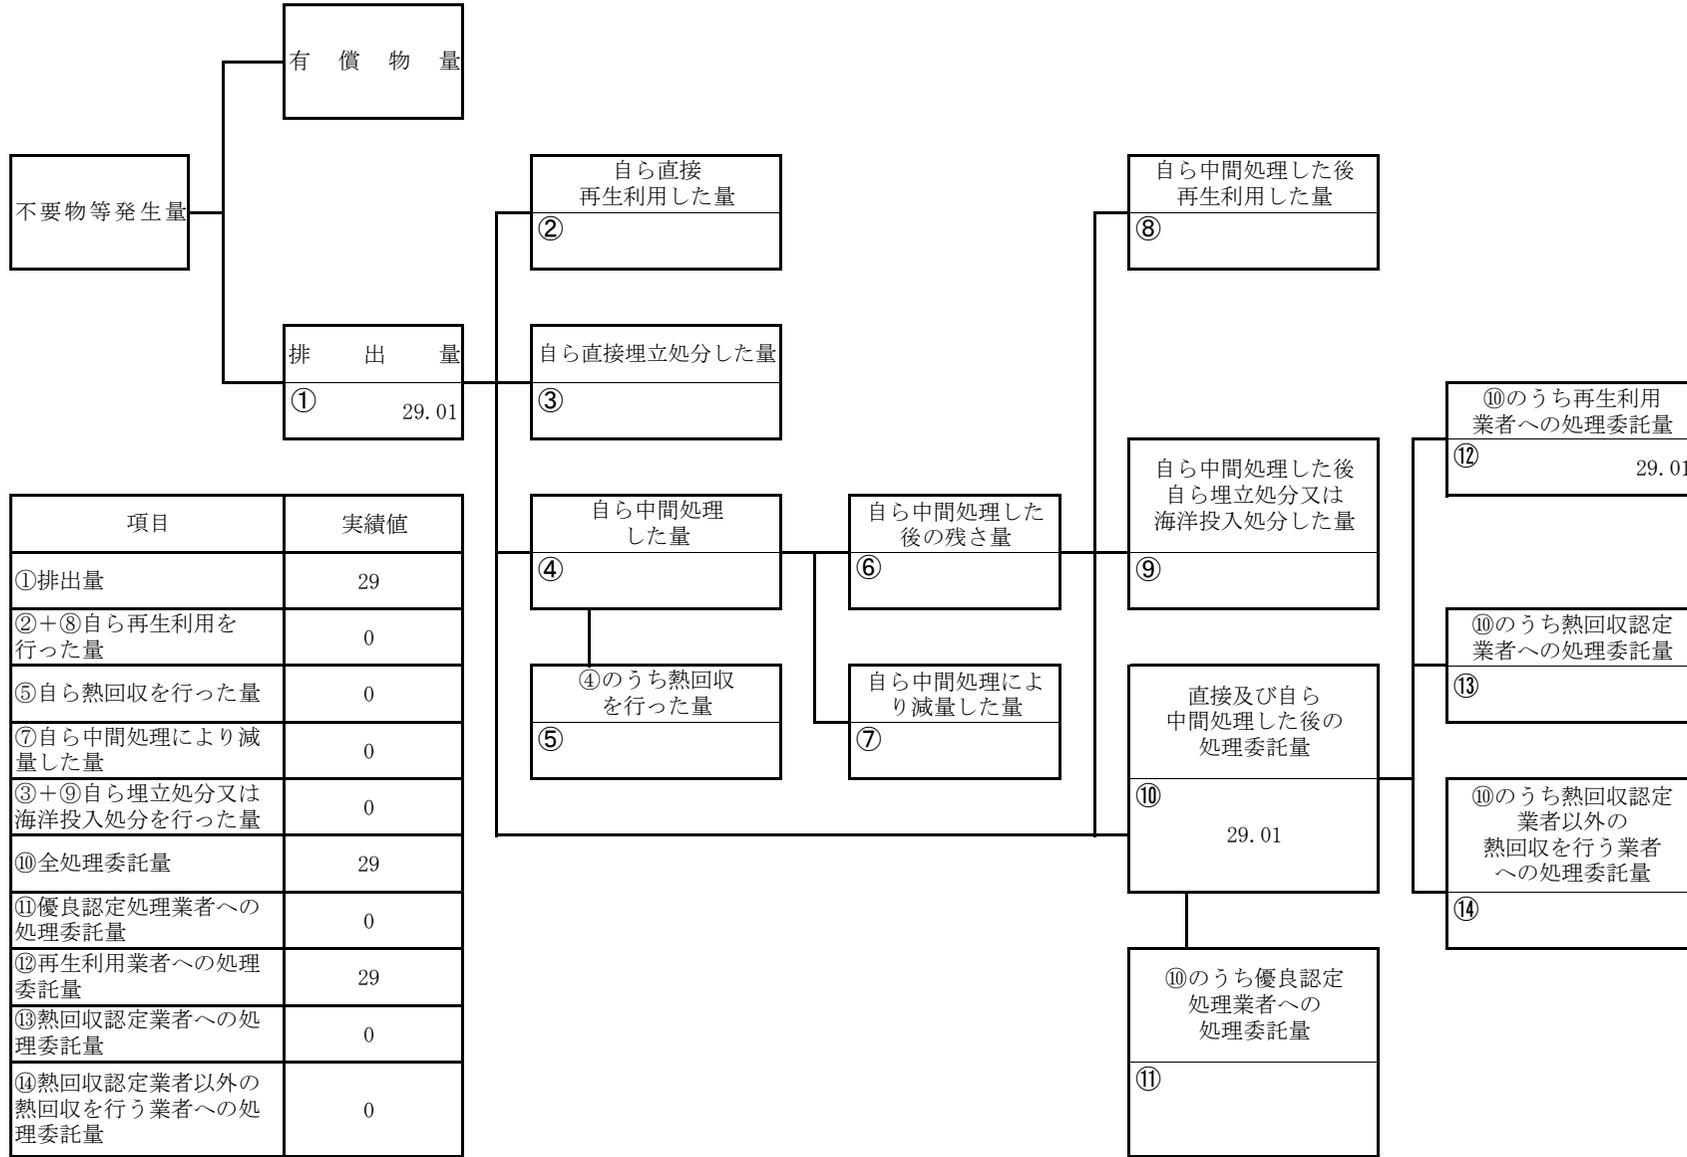 有償物量
不要物等発生量
排出量
①
29.01
自ら直接
再生利用した量
②
自ら直接埋立処分した量
③
自ら中間処理
した量
④
④のうち熱回収
を行った量
⑤
自ら中間処理した
後の残さ量
⑥
自ら中間処理によ
り減量した量
⑦
自ら中間処理した後
再生利用した量
⑧
自ら中間処理した後
自ら埋立処分又は
海洋投入処分した量
⑨
直接及び自ら
中間処理した後の
処理委託量
⑩
29.01
⑩のうち優良認定
処理業者への
処理委託量
⑪
⑩のうち再生利用
業者への処理委託量
⑫
29.01
⑩のうち熱回収認定
業者への処理委託量
⑬
⑩のうち熱回収認定
業者以外の
熱回収を行う業者
への処理委託量
⑭
項目 実績値
①排出量 29
②＋⑧自ら再生利用を
行った量 0
⑤自ら熱回収を行った量 0
⑦自ら中間処理により減
量した量 0
③＋⑨自ら埋立処分又は
海洋投入処分を行った量 0
⑩全処理委託量 29
⑪優良認定処理業者への
処理委託量 0
⑫再生利用業者への処理
委託量 29
⑬熱回収認定業者への処
理委託量 0
⑭熱回収認定業者以外の
熱回収を行う業者への処
理委託量 0